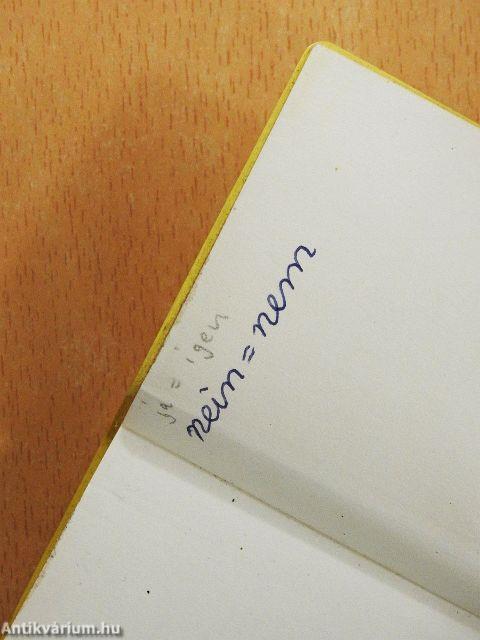 ja = igen
nein = nem
Antikvárium.hu